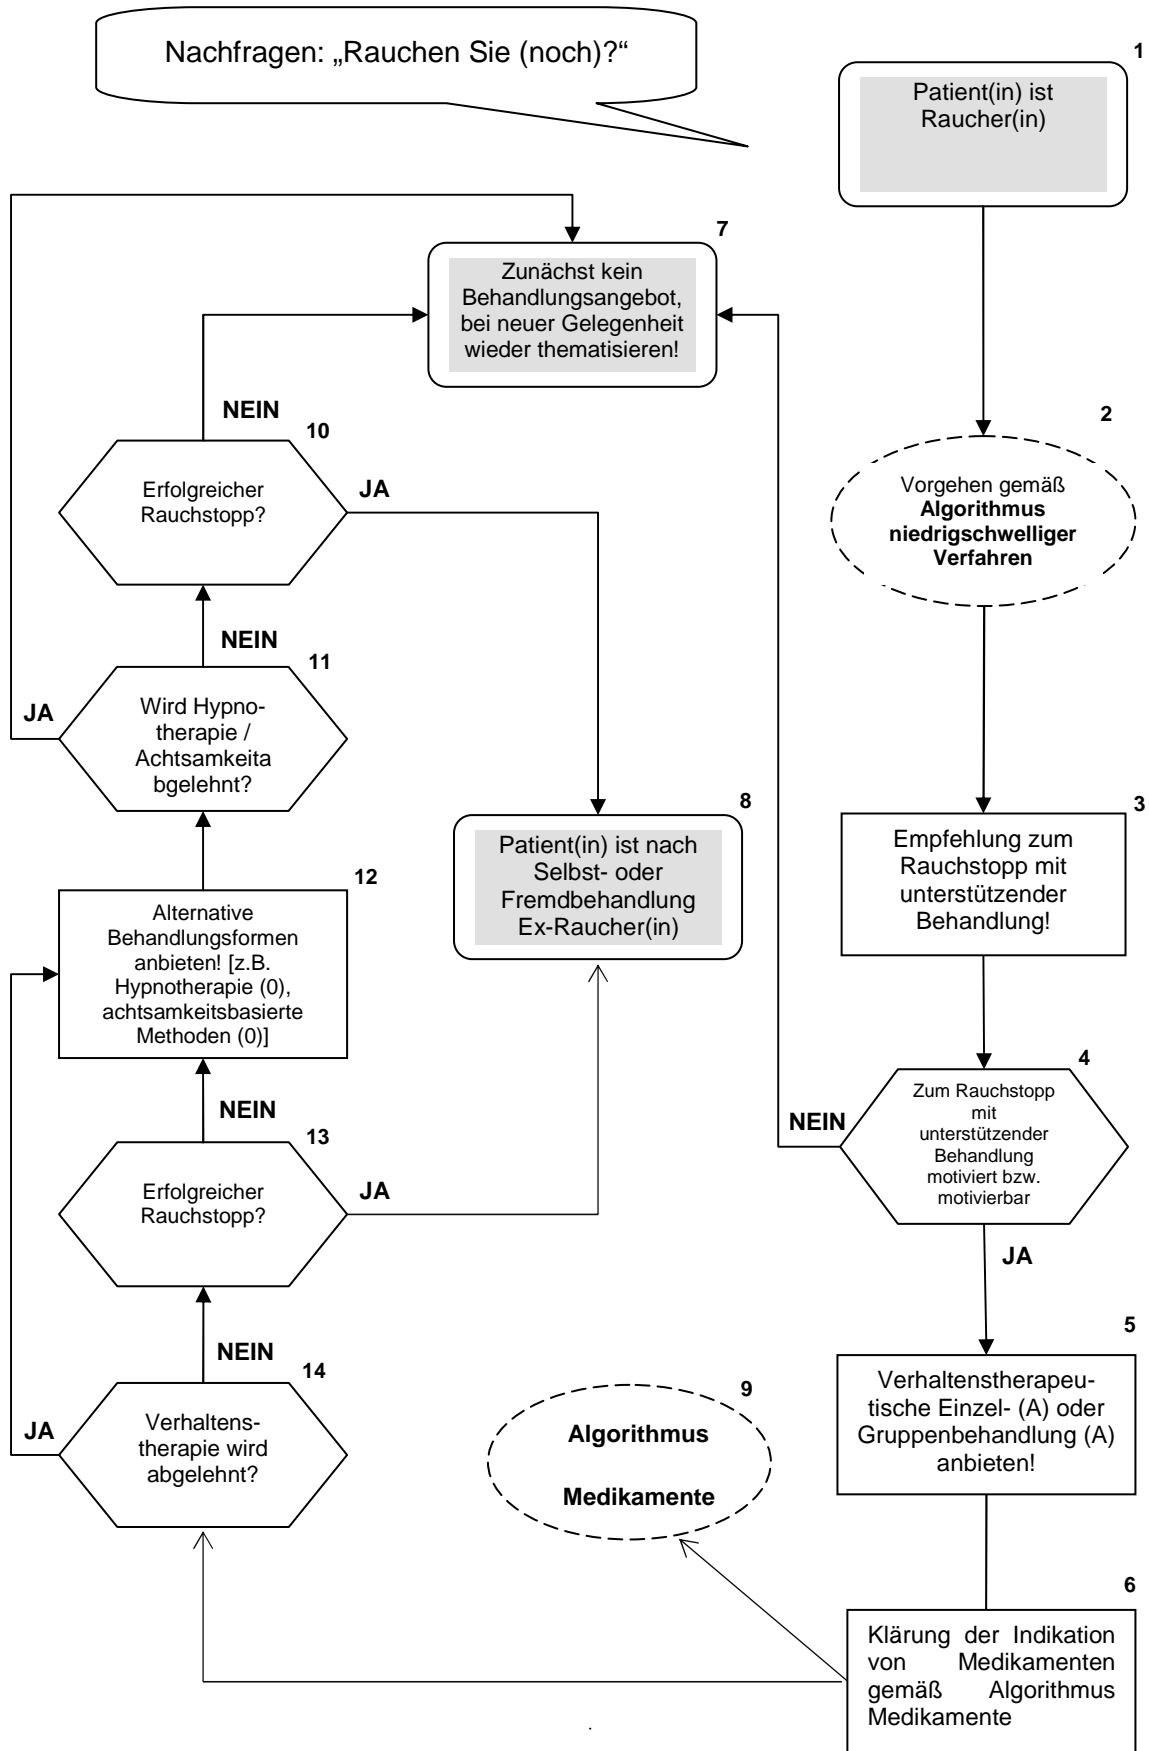 Nachfragen: „Rauchen Sie (noch)?“
1
Patient(in) ist
Raucher(in)
7
Zunächst kein
Behandlungsangebot,
bei neuer Gelegenheit
wieder thematisieren!
NEIN
10
Erfolgreicher
Rauchstopp?
JA
2
Vorgehen gemäß
Algorithmus
niedrigschwelliger
Verfahren
NEIN
11
JA
Wird Hypno-
therapie /
Achtsamkeita
bgelehnt?
8
Patient(in) ist nach
Selbst- oder
Fremdbehandlung
Ex-Raucher(in)
3
Empfehlung zum
Rauchstopp mit
unterstützender
Behandlung!
12
Alternative
Behandlungsformen
anbieten! [z.B.
Hypnotherapie (0),
achtsamkeitsbasierte
Methoden (0)]
4
Zum Rauchstopp
mit
unterstützender
Behandlung
motiviert bzw.
motivierbar
NEIN
NEIN
13
Erfolgreicher
Rauchstopp?
JA
JA
5
Verhaltenstherapeu-
tische Einzel- (A) oder
Gruppenbehandlung (A)
anbieten!
NEIN
14
JA
Verhaltens-
therapie wird
abgelehnt?
9
Algorithmus
Medikamente
6
Klärung der Indikation
von Medikamenten
gemäß Algorithmus
Medikamente